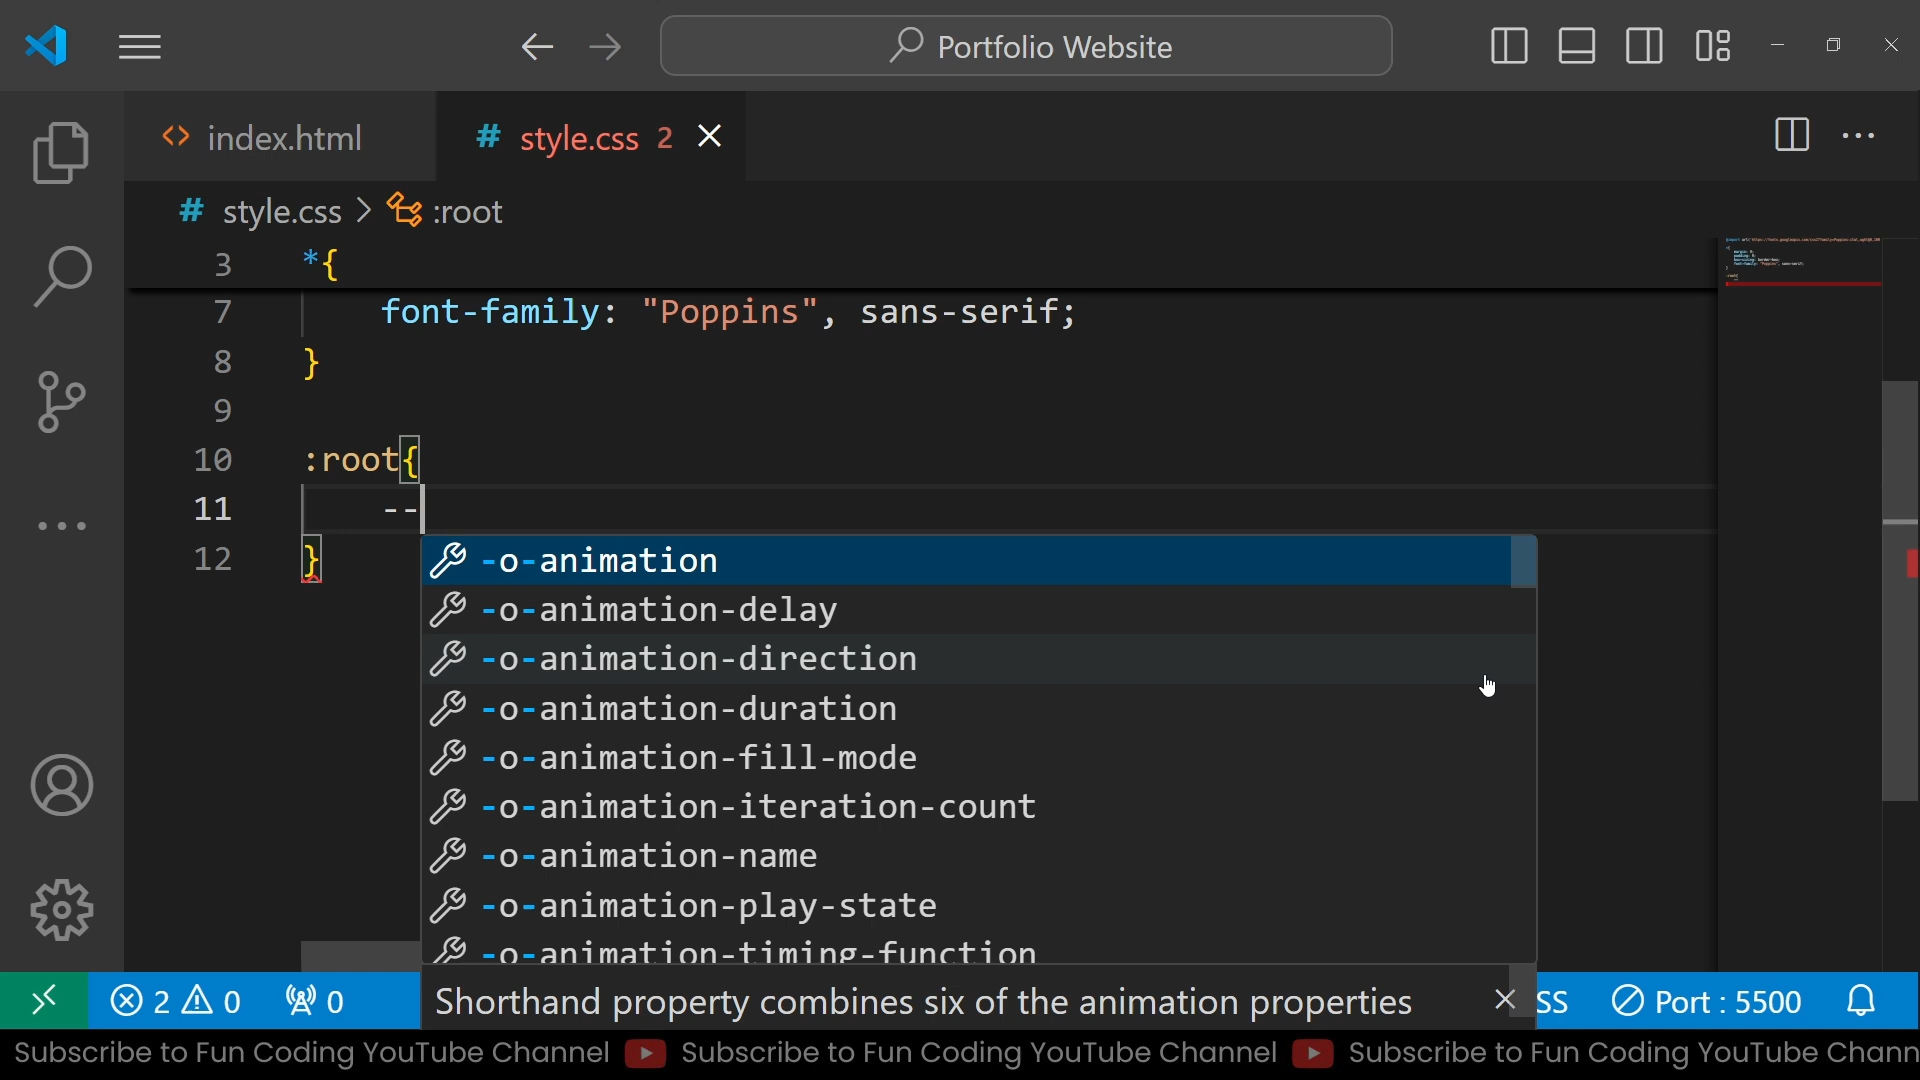 Portfolio Website
index.html
# style.css 2
# style.css > :root
3 *{
7 font-family: "Poppins", sans-serif;
8 }
9
10 :root{
11 --
12 }
-o-animation
-o-animation-delay
-o-animation-direction
-o-animation-duration
-o-animation-fill-mode
-o-animation-iteration-count
-o-animation-name
-o-animation-play-state
-o-animation-timing-function
Shorthand property combines six of the animation properties
2 0 0 SS Port : 5500
Subscribe to Fun Coding YouTube Channel Subscribe to Fun Coding YouTube Channel Subscribe to Fun Coding YouTube Chann